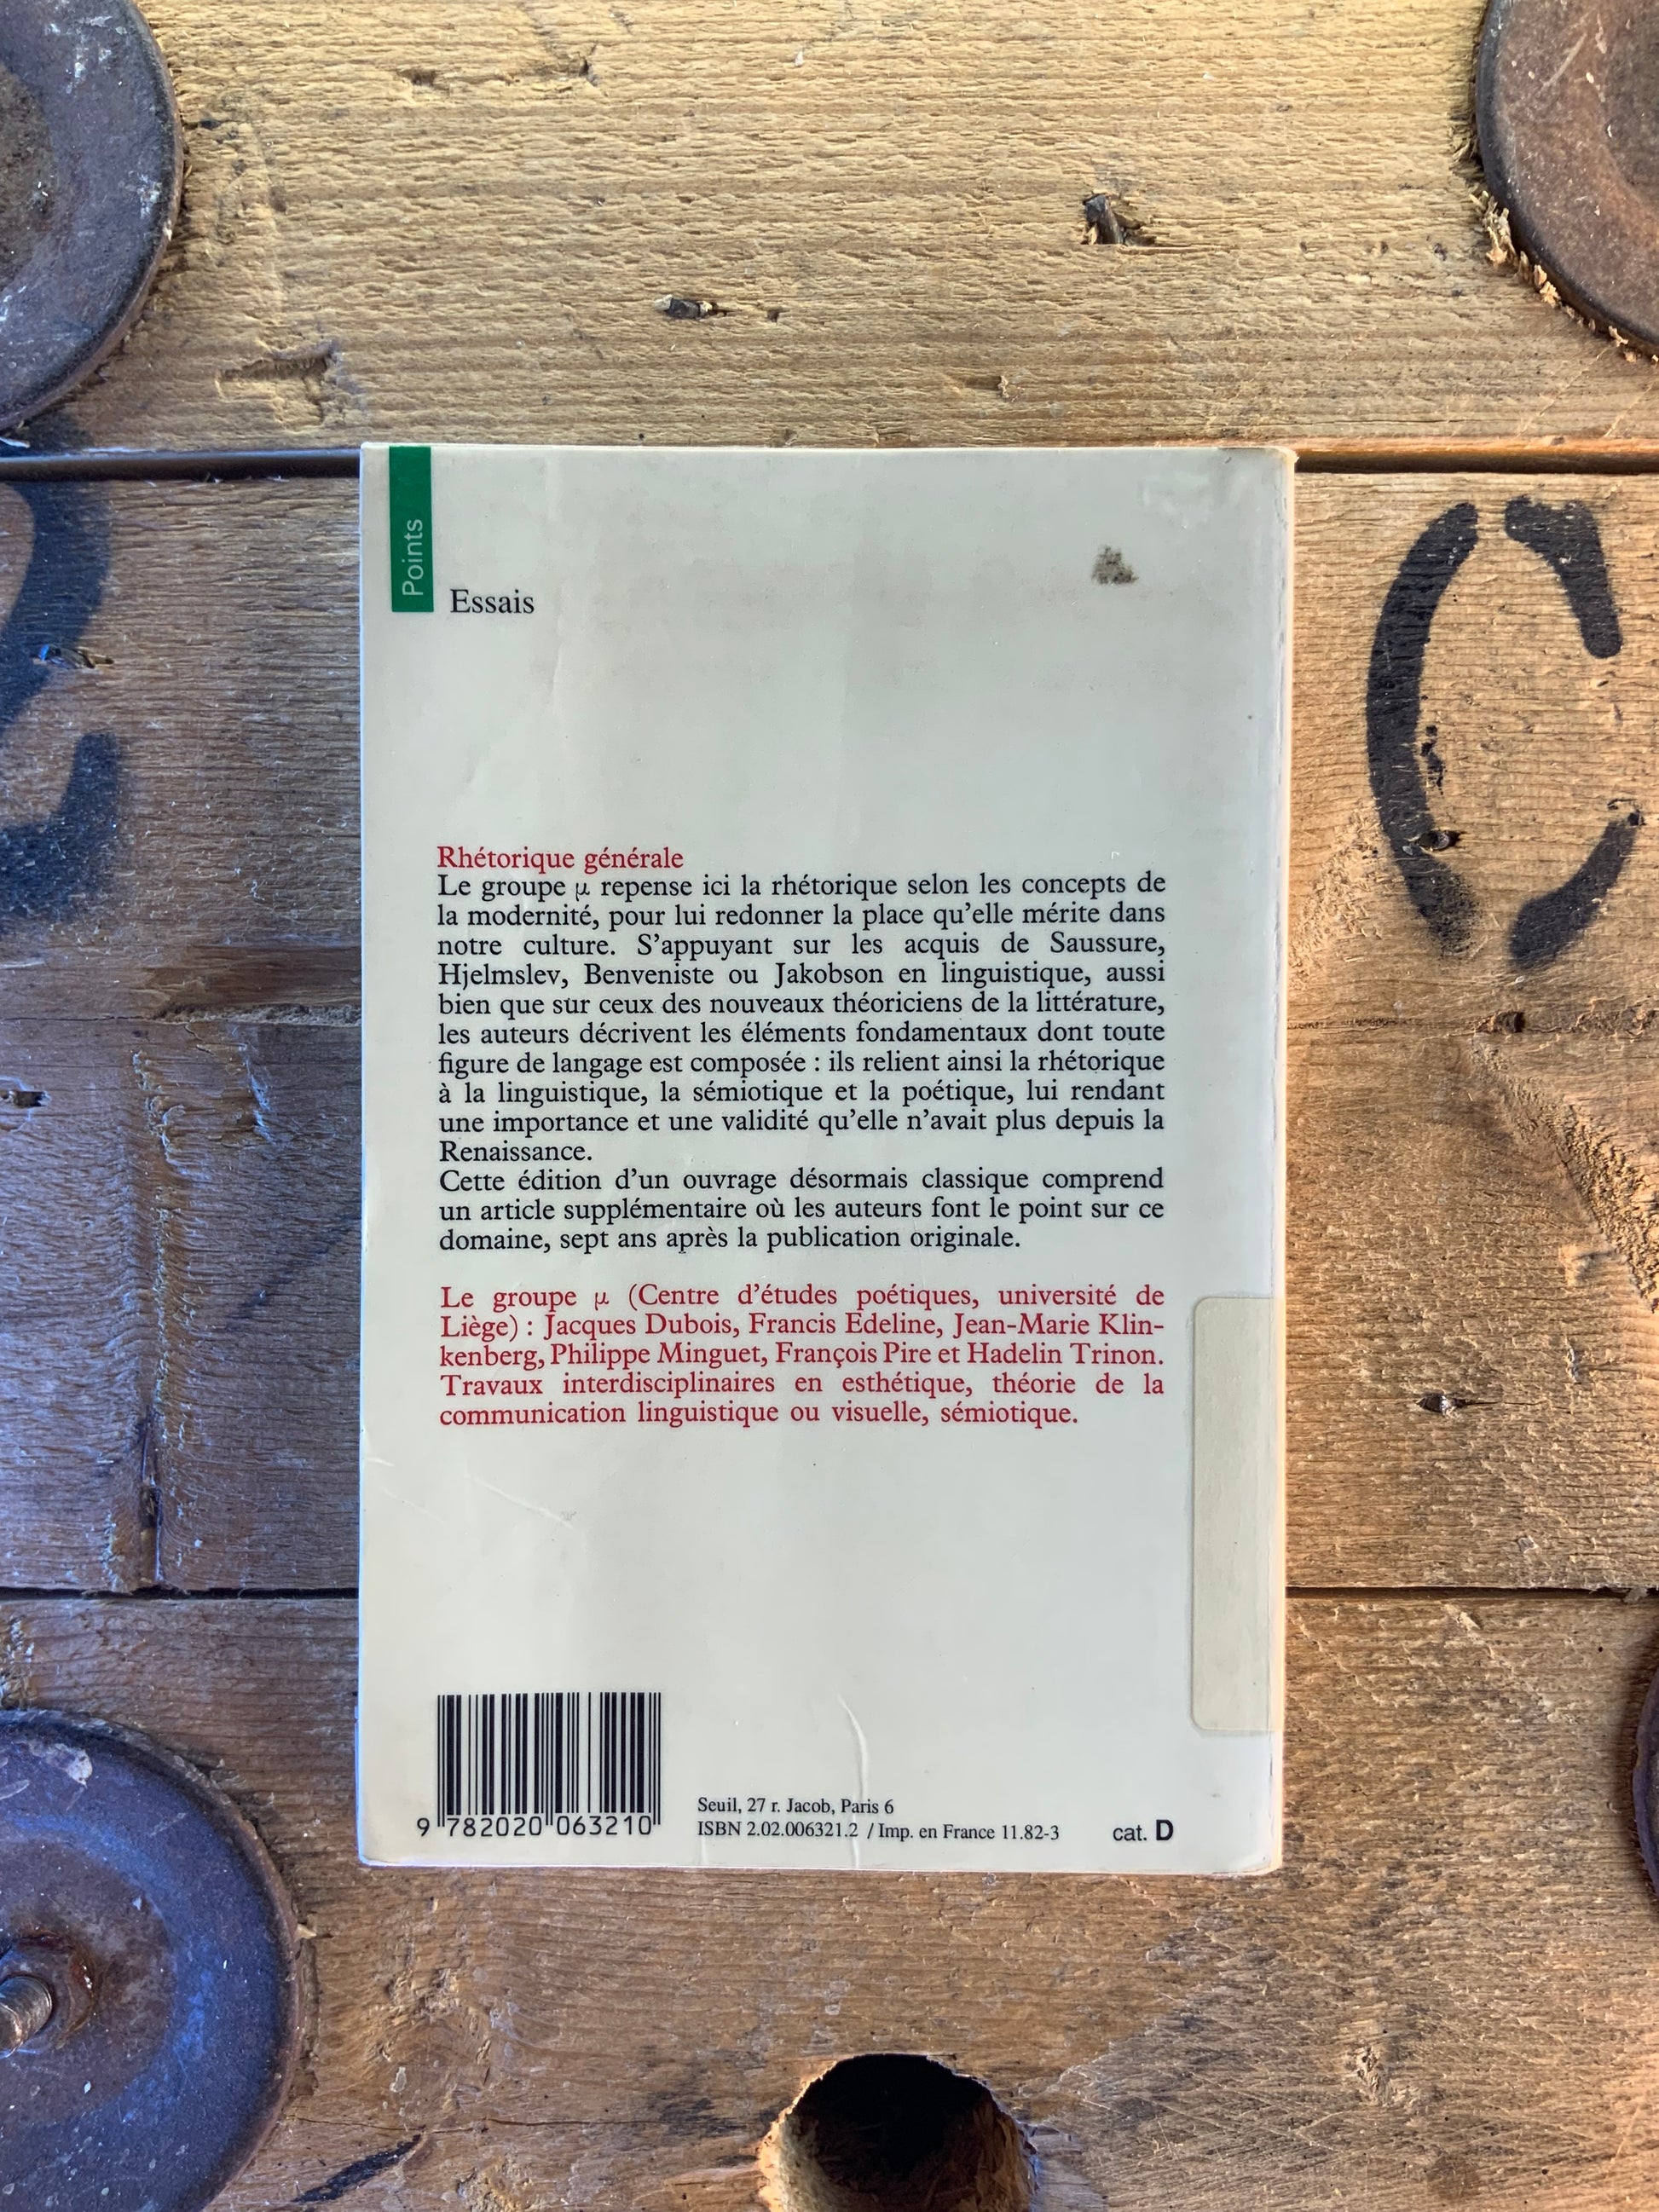 Points
Essais
Rhétorique générale
Le groupe µ repense ici la rhétorique selon les concepts de
la modernité, pour lui redonner la place qu'elle mérite dans
notre culture. S'appuyant sur les acquis de Saussure,
Hjelmslev, Benveniste ou Jakobson en linguistique, aussi
bien que sur ceux des nouveaux théoriciens de la littérature,
les auteurs décrivent les éléments fondamentaux dont toute
figure de langage est composée : ils relient ainsi la rhétorique
à la linguistique, la sémiotique et la poétique, lui rendant
une importance et une validité qu'elle n'avait plus depuis la
Renaissance.
Cette édition d'un ouvrage désormais classique comprend
un article supplémentaire où les auteurs font le point sur ce
domaine, sept ans après la publication originale.
Le groupe µ (Centre d'études poétiques, université de
Liège) : Jacques Dubois, Francis Edeline, Jean-Marie Klin-
kenberg, Philippe Minguet, François Pire et Hadelin Trinon.
Travaux interdisciplinaires en esthétique, théorie de la
communication linguistique ou visuelle, sémiotique.
9 782020 063210
Seuil, 27 r. Jacob, Paris 6
ISBN 2.02.006321.2 / Imp. en France 11.82-3
cat. D
C